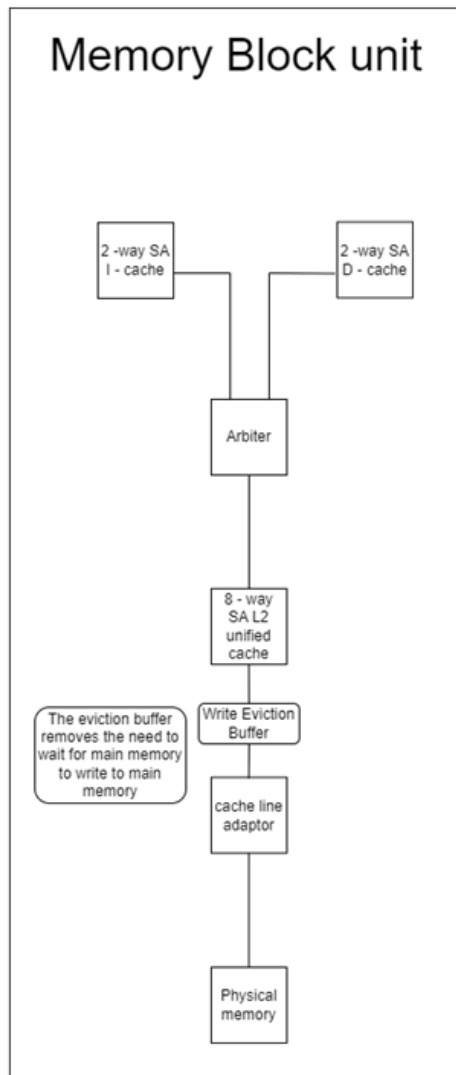 Memory Block unit
2 -way SA
I - cache
2 -way SA
D - cache
Arbiter
8 - way
SA L2
unified
cache
Write Eviction
Buffer
The eviction buffer
removes the need to
wait for main memory
to write to main
memory
cache line
adaptor
Physical
memory